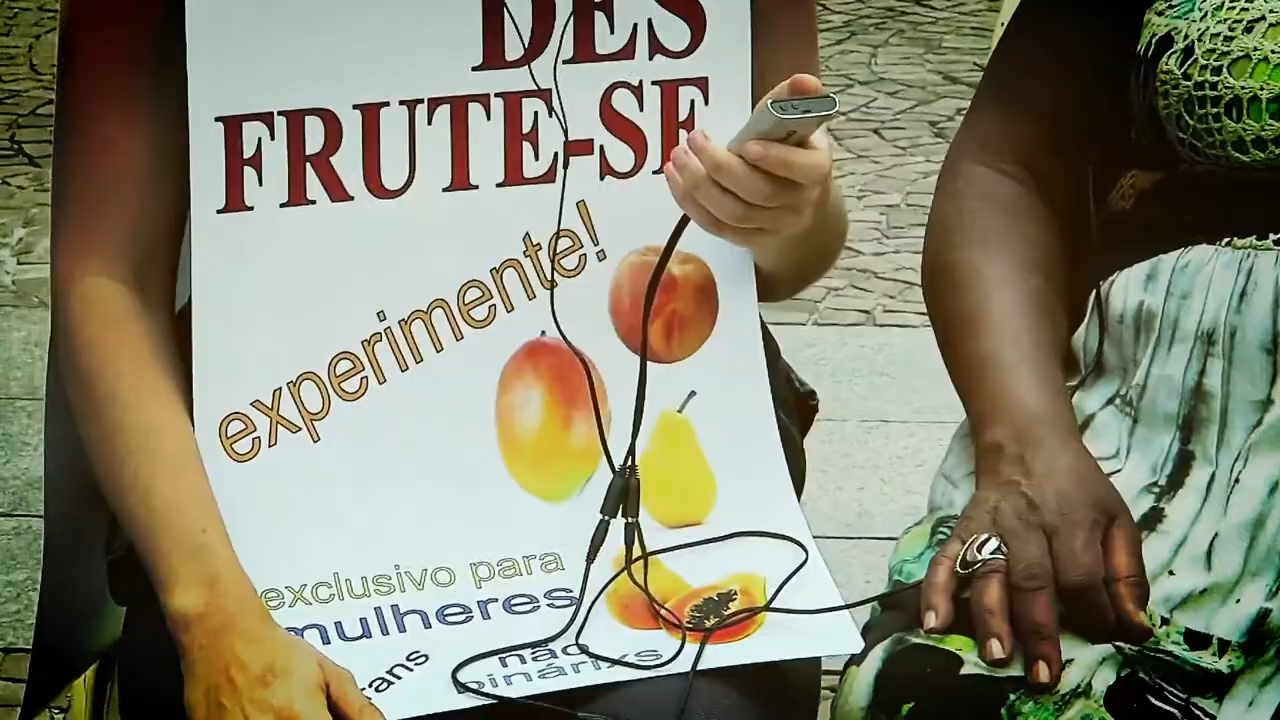 DES
FRUTE-SE
experimente!
exclusivo para
mulheres
trans
não
binárixs